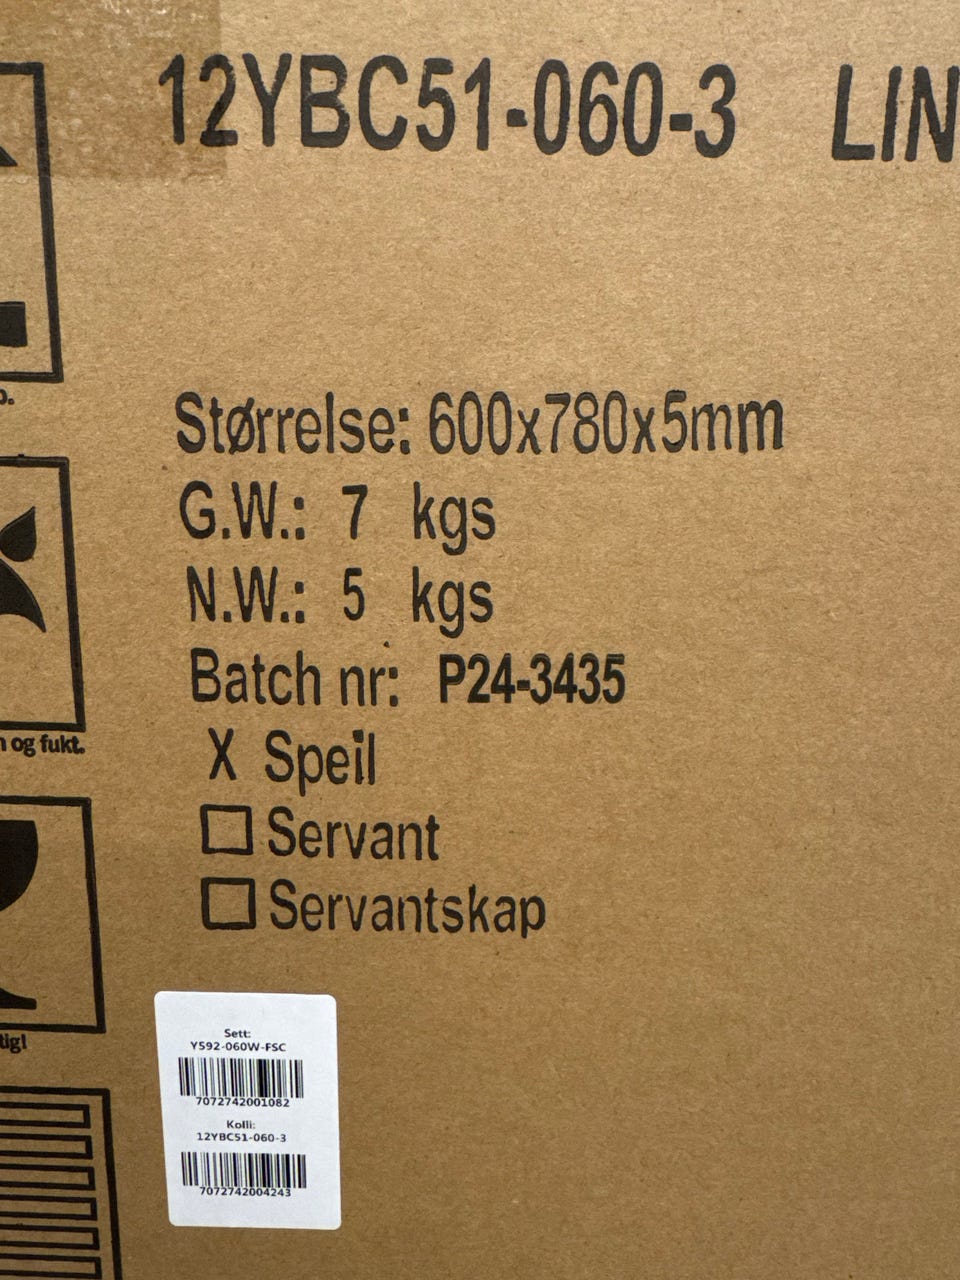 12YBC51-060-3 LIN
Størrelse: 600x780x5mm
G.W.: 7 kgs
N.W.: 5 kgs
Batch nr: P24-3435
X Speil
Servant
Servantskap
og fukt.
Sett:
Y592-060W-FSC
7072742001082
Kolli:
12YBC51-060-3
7072742004243